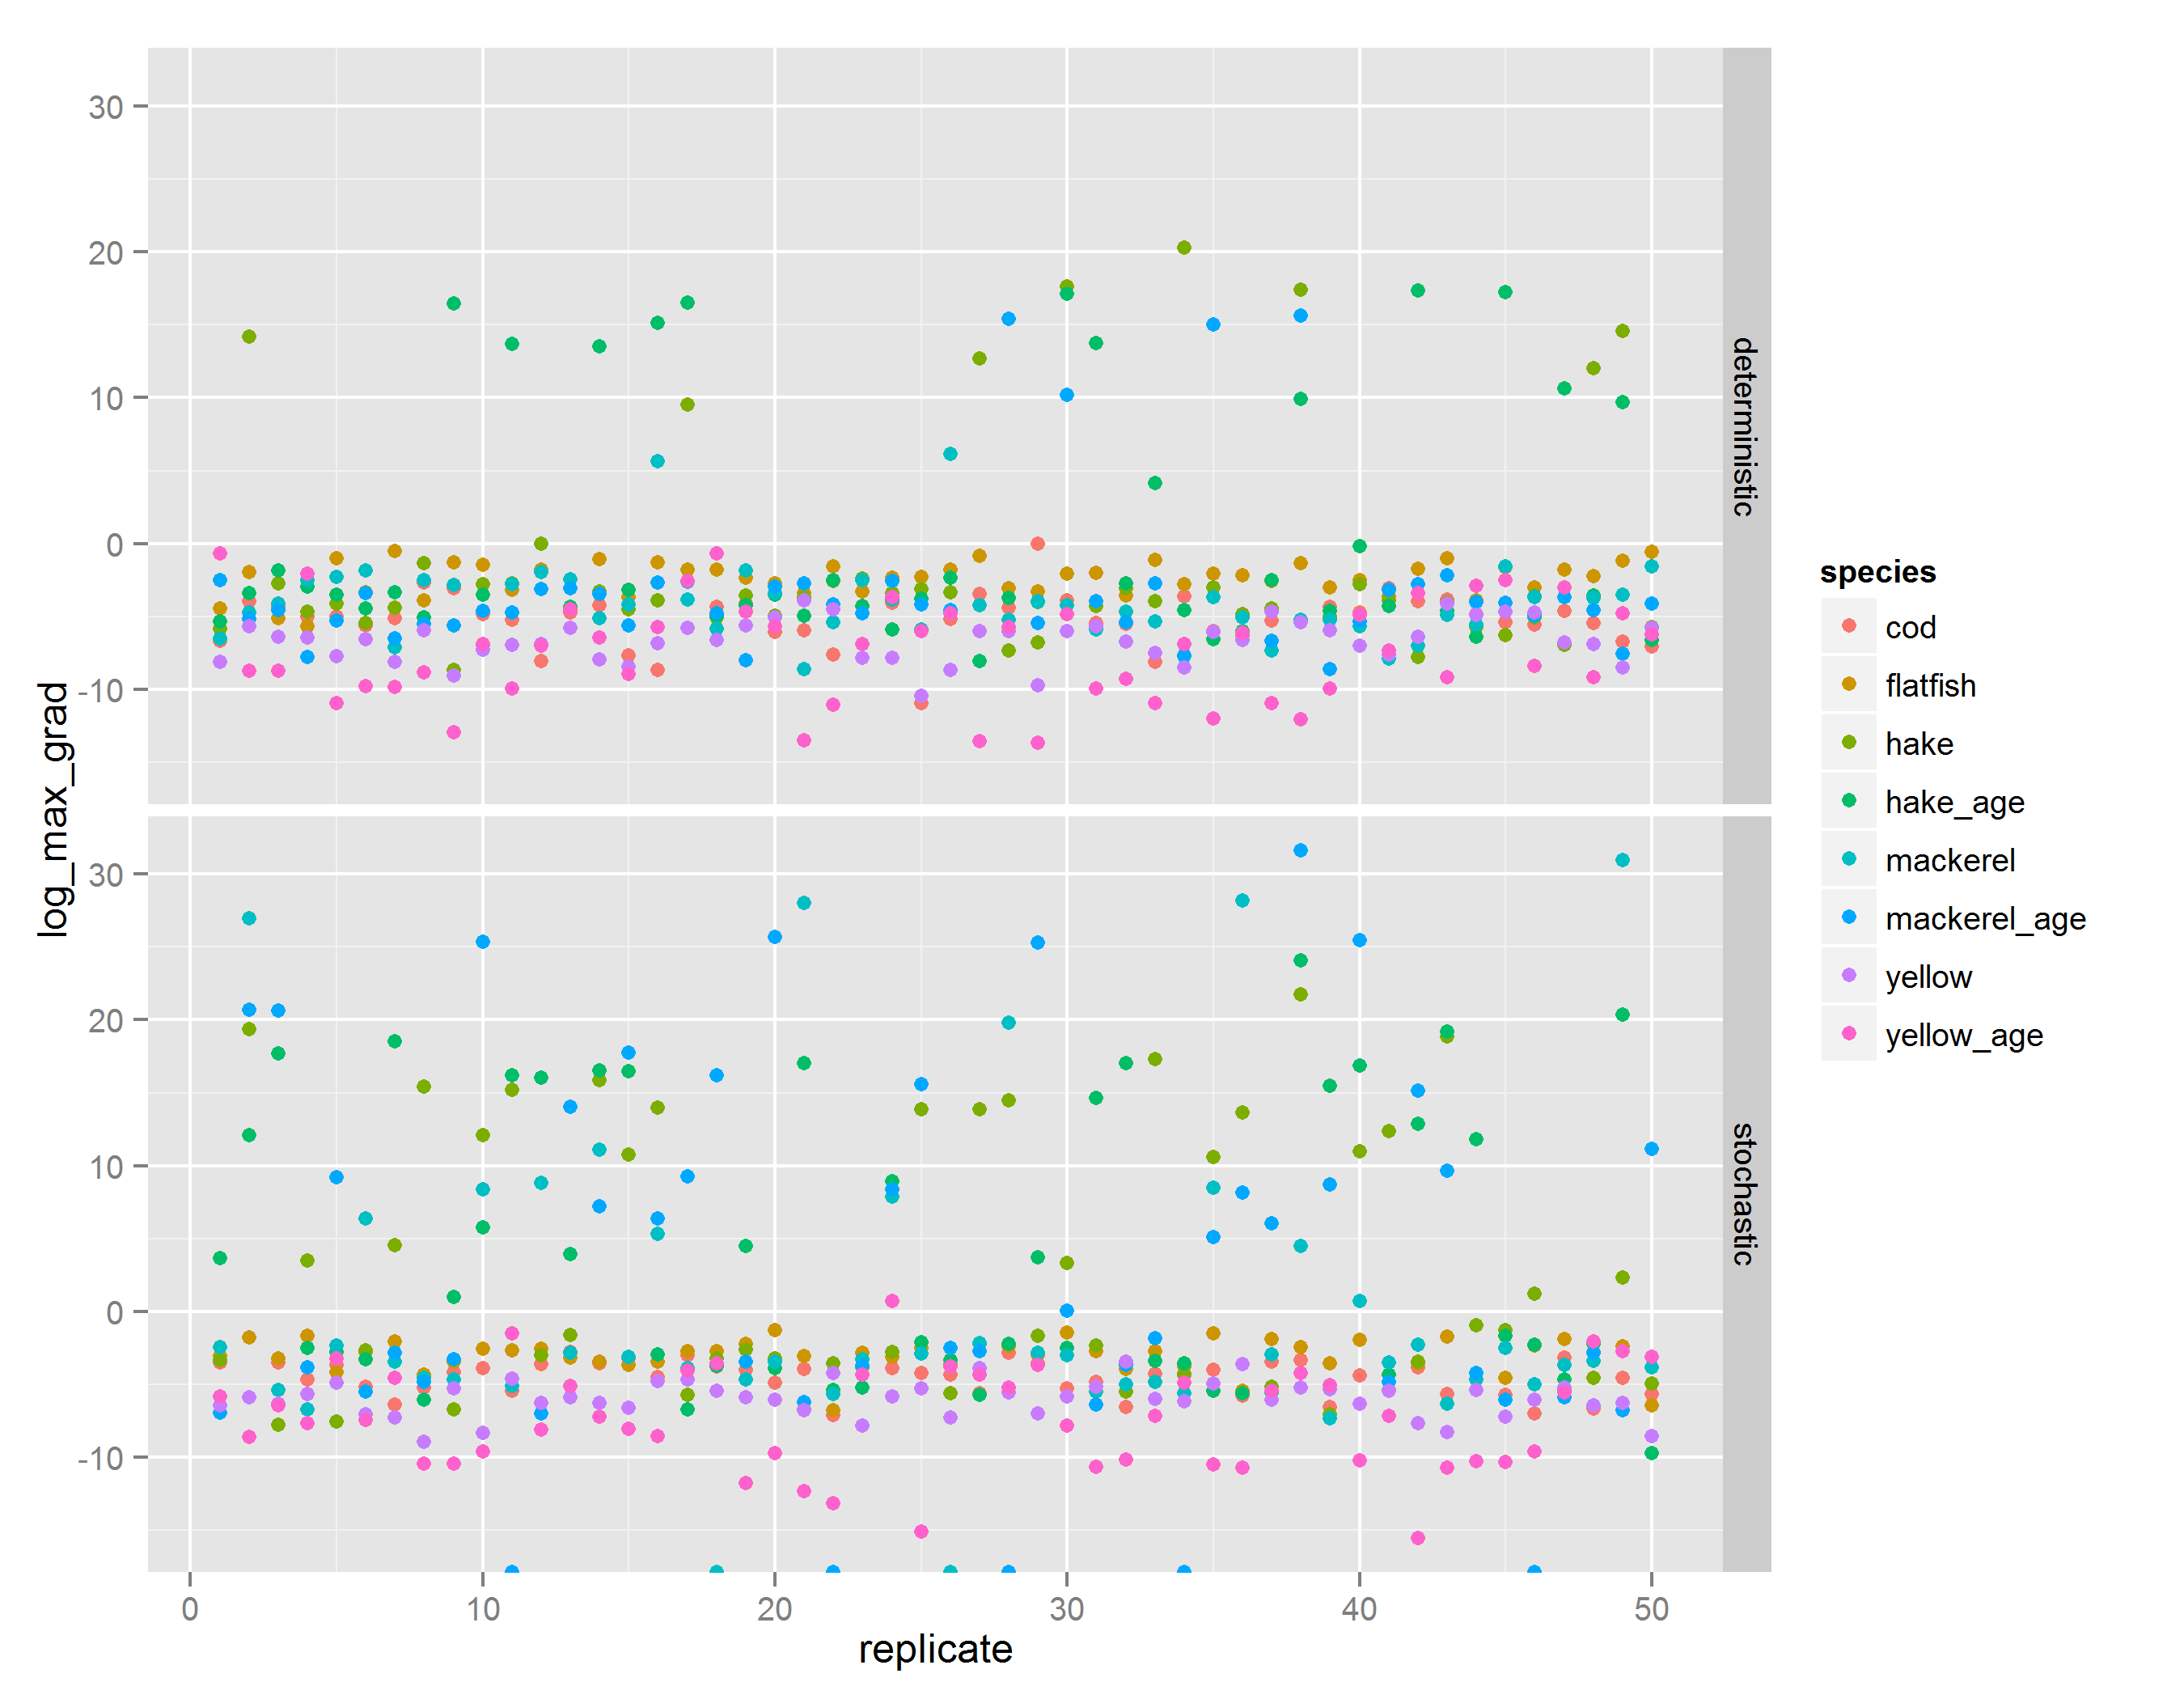 30
20
10
0
-10
deterministic
30
20
10
0
-10
stochastic
log_max_grad
0 10 20 30 40 50
replicate
species
cod
flatfish
hake
hake_age
mackerel
mackerel_age
yellow
yellow_age